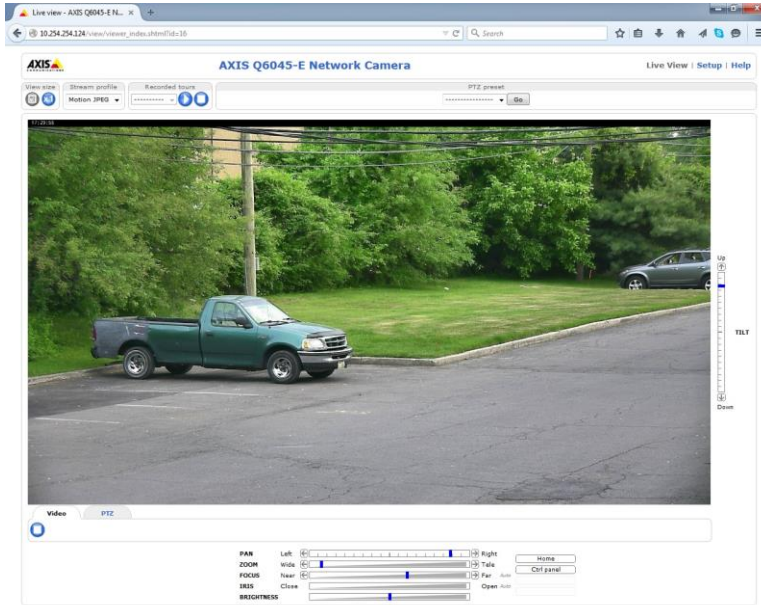 Live view - AXIS Q6045-E N...
10.254.254.124/view/viewer_index.shtml?id=36
Search
AXIS
COMMUNICATIONS
AXIS Q6045-E Network Camera
Live View | Setup | Help
View size
Stream profile
Recorded tours
PTZ preset
Motion JPEG
Go
Up
TILT
Down
Video
PTZ
PAN Left Right
ZOOM Wide Tele
FOCUS Near Far Auto
IRIS Close Open Auto
BRIGHTNESS
Home
Ctrl panel